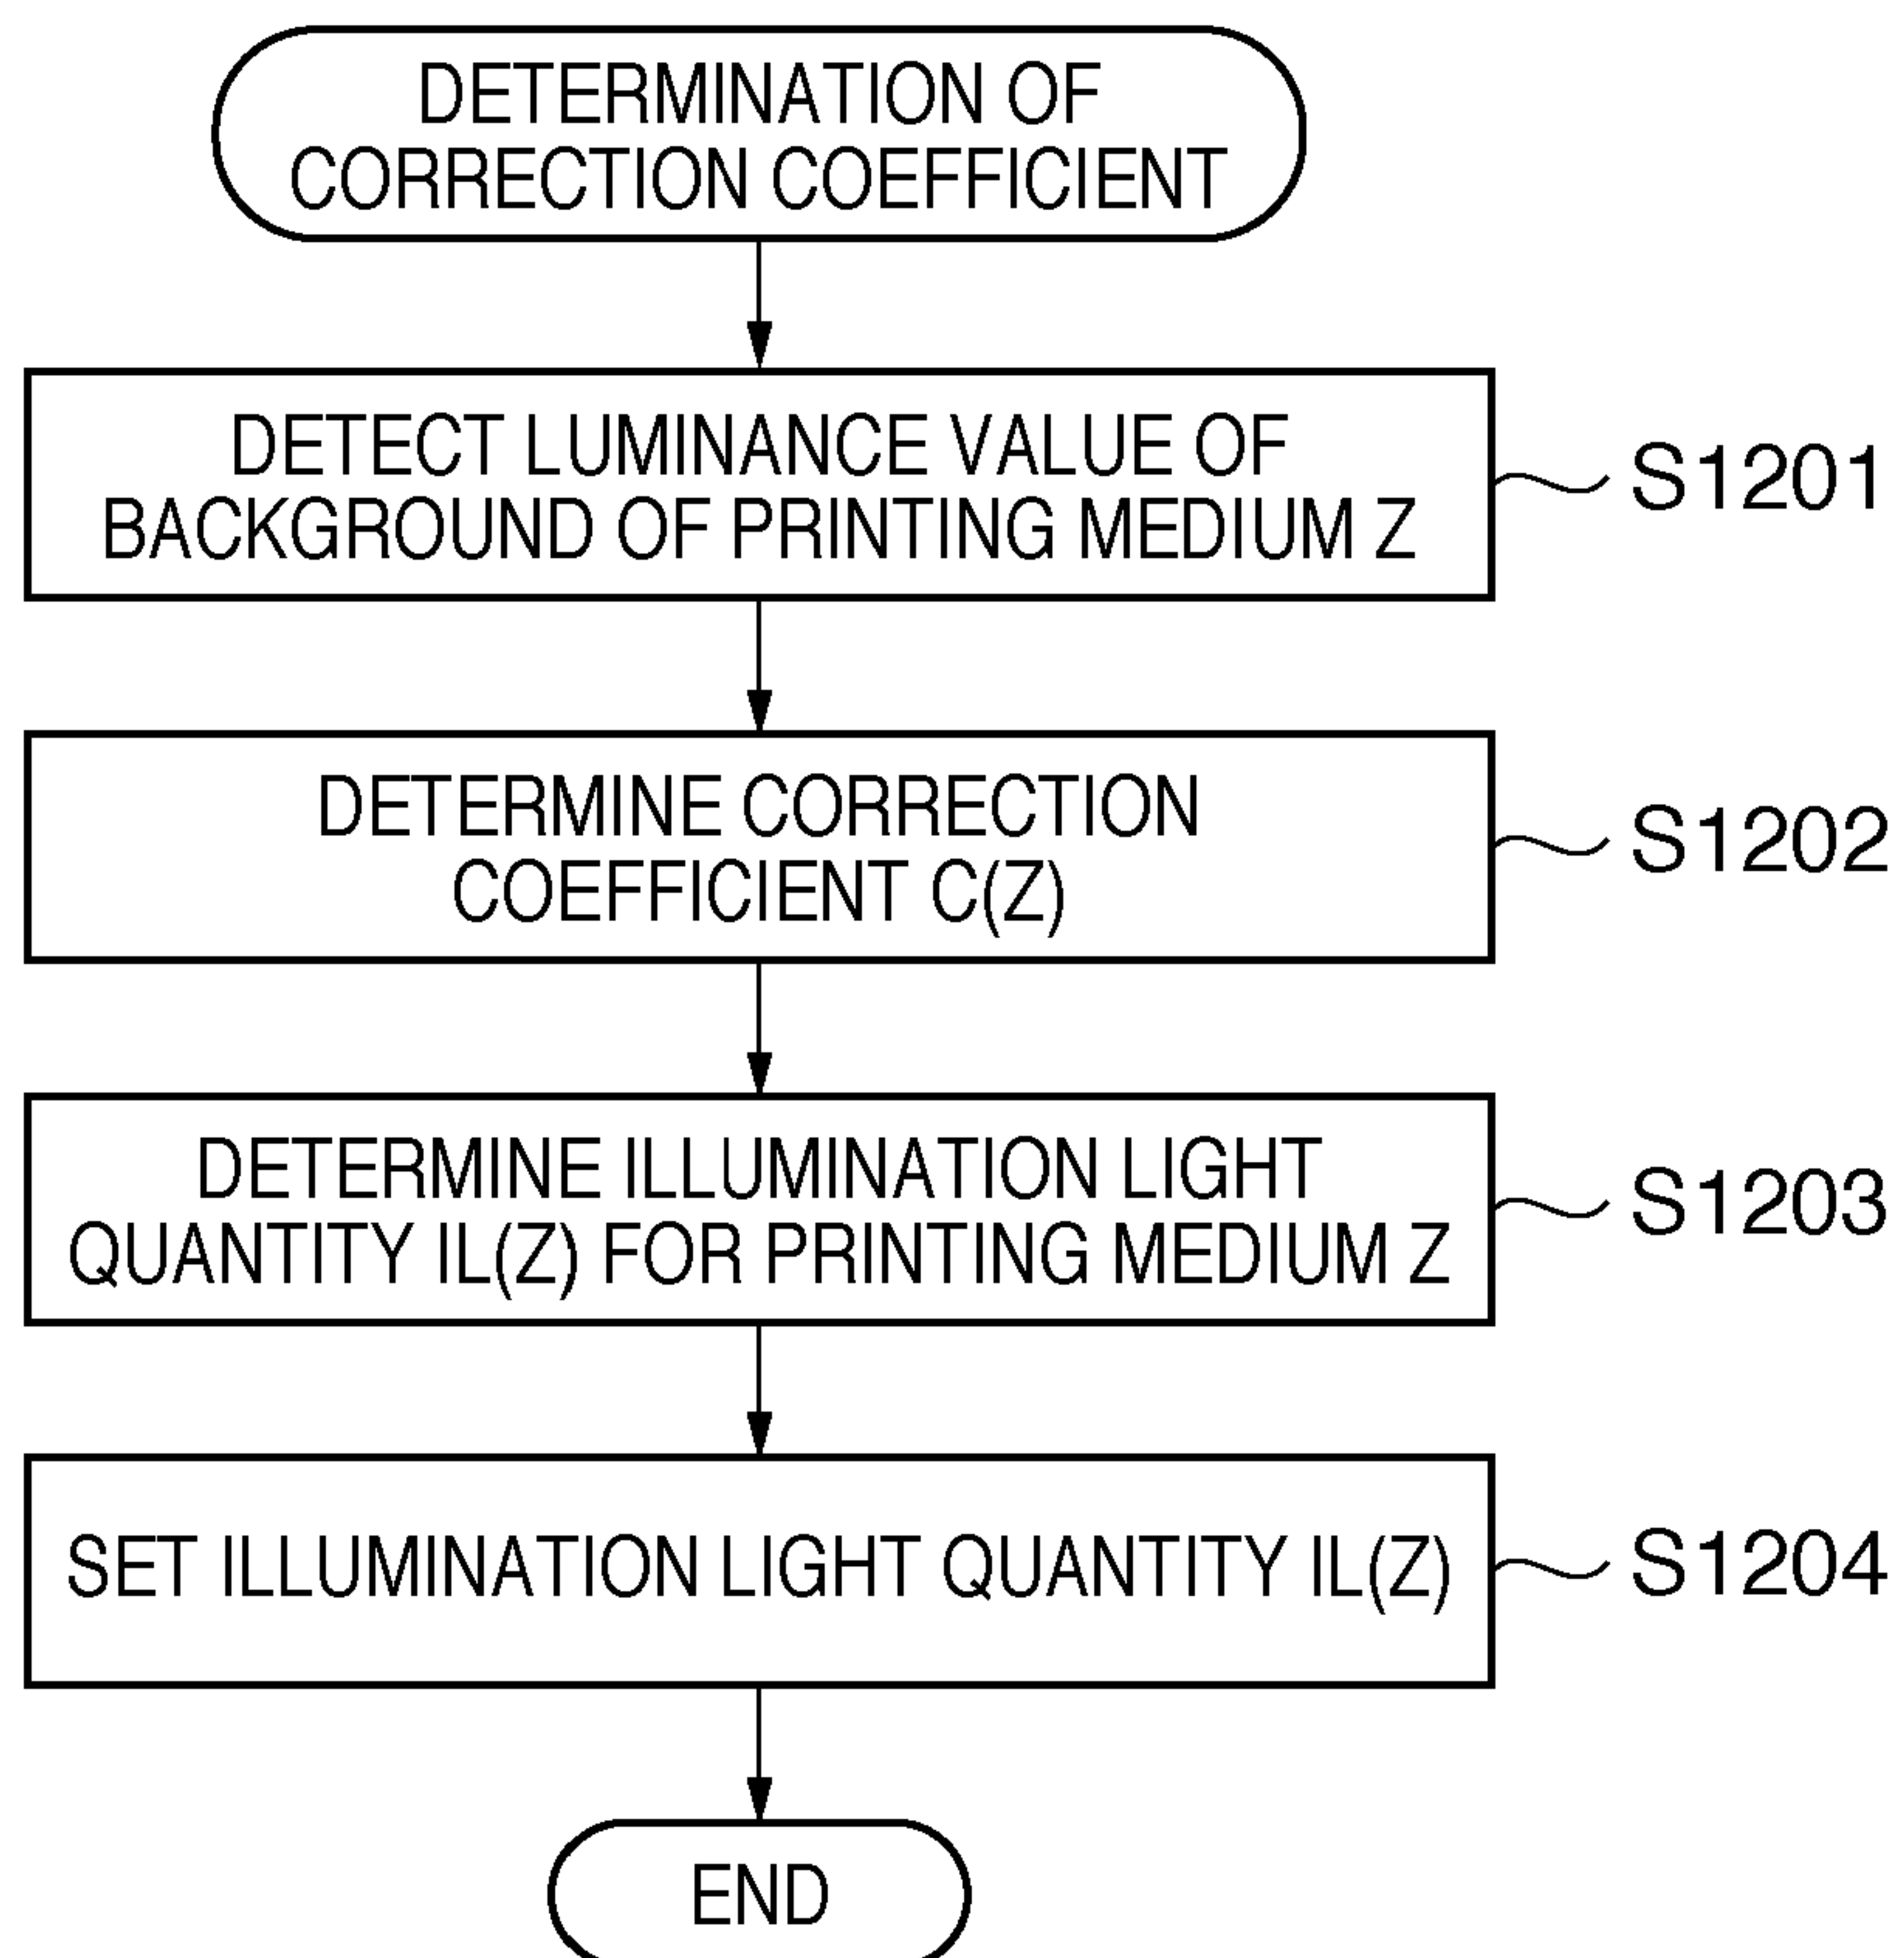 DETERMINATION OF
CORRECTION COEFFICIENT
DETECT LUMINANCE VALUE OF
BACKGROUND OF PRINTING MEDIUM Z
S1201
DETERMINE CORRECTION
COEFFICIENT C(Z)
S1202
DETERMINE ILLUMINATION LIGHT
QUANTITY IL(Z) FOR PRINTING MEDIUM Z
S1203
SET ILLUMINATION LIGHT QUANTITY IL(Z)
S1204
END